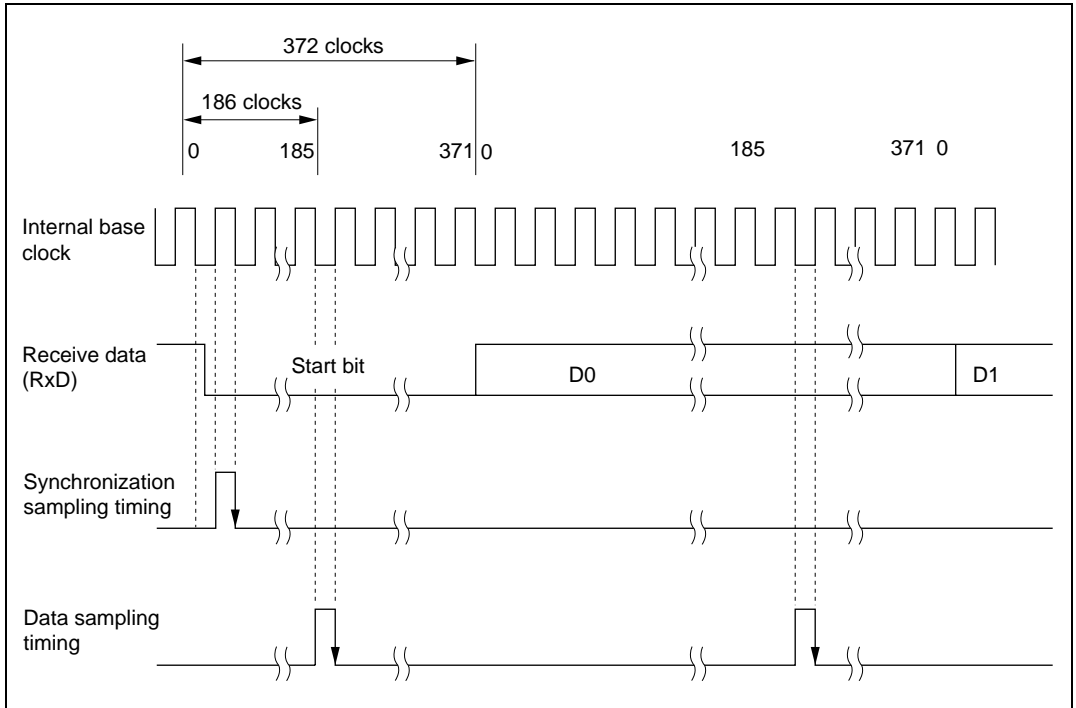 372 clocks
186 clocks
0 185 371 0 185 371 0
Internal base
clock
Receive data
(RxD)
Start bit
D0
D1
Synchronization
sampling timing
Data sampling
timing